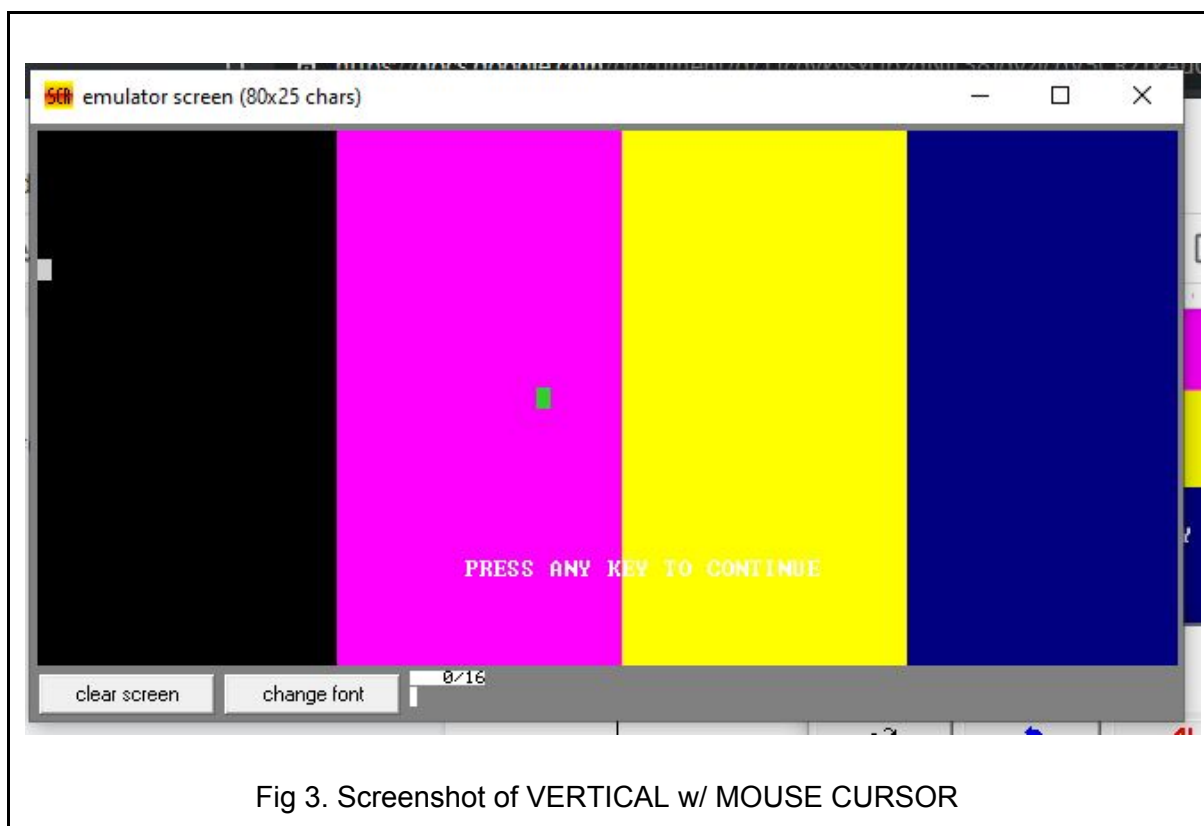 SCR emulator screen (80x25 chars)
PRESS ANY KEY TO CONTINUE
clear screen
change font
0/16
Fig 3. Screenshot of VERTICAL w/ MOUSE CURSOR